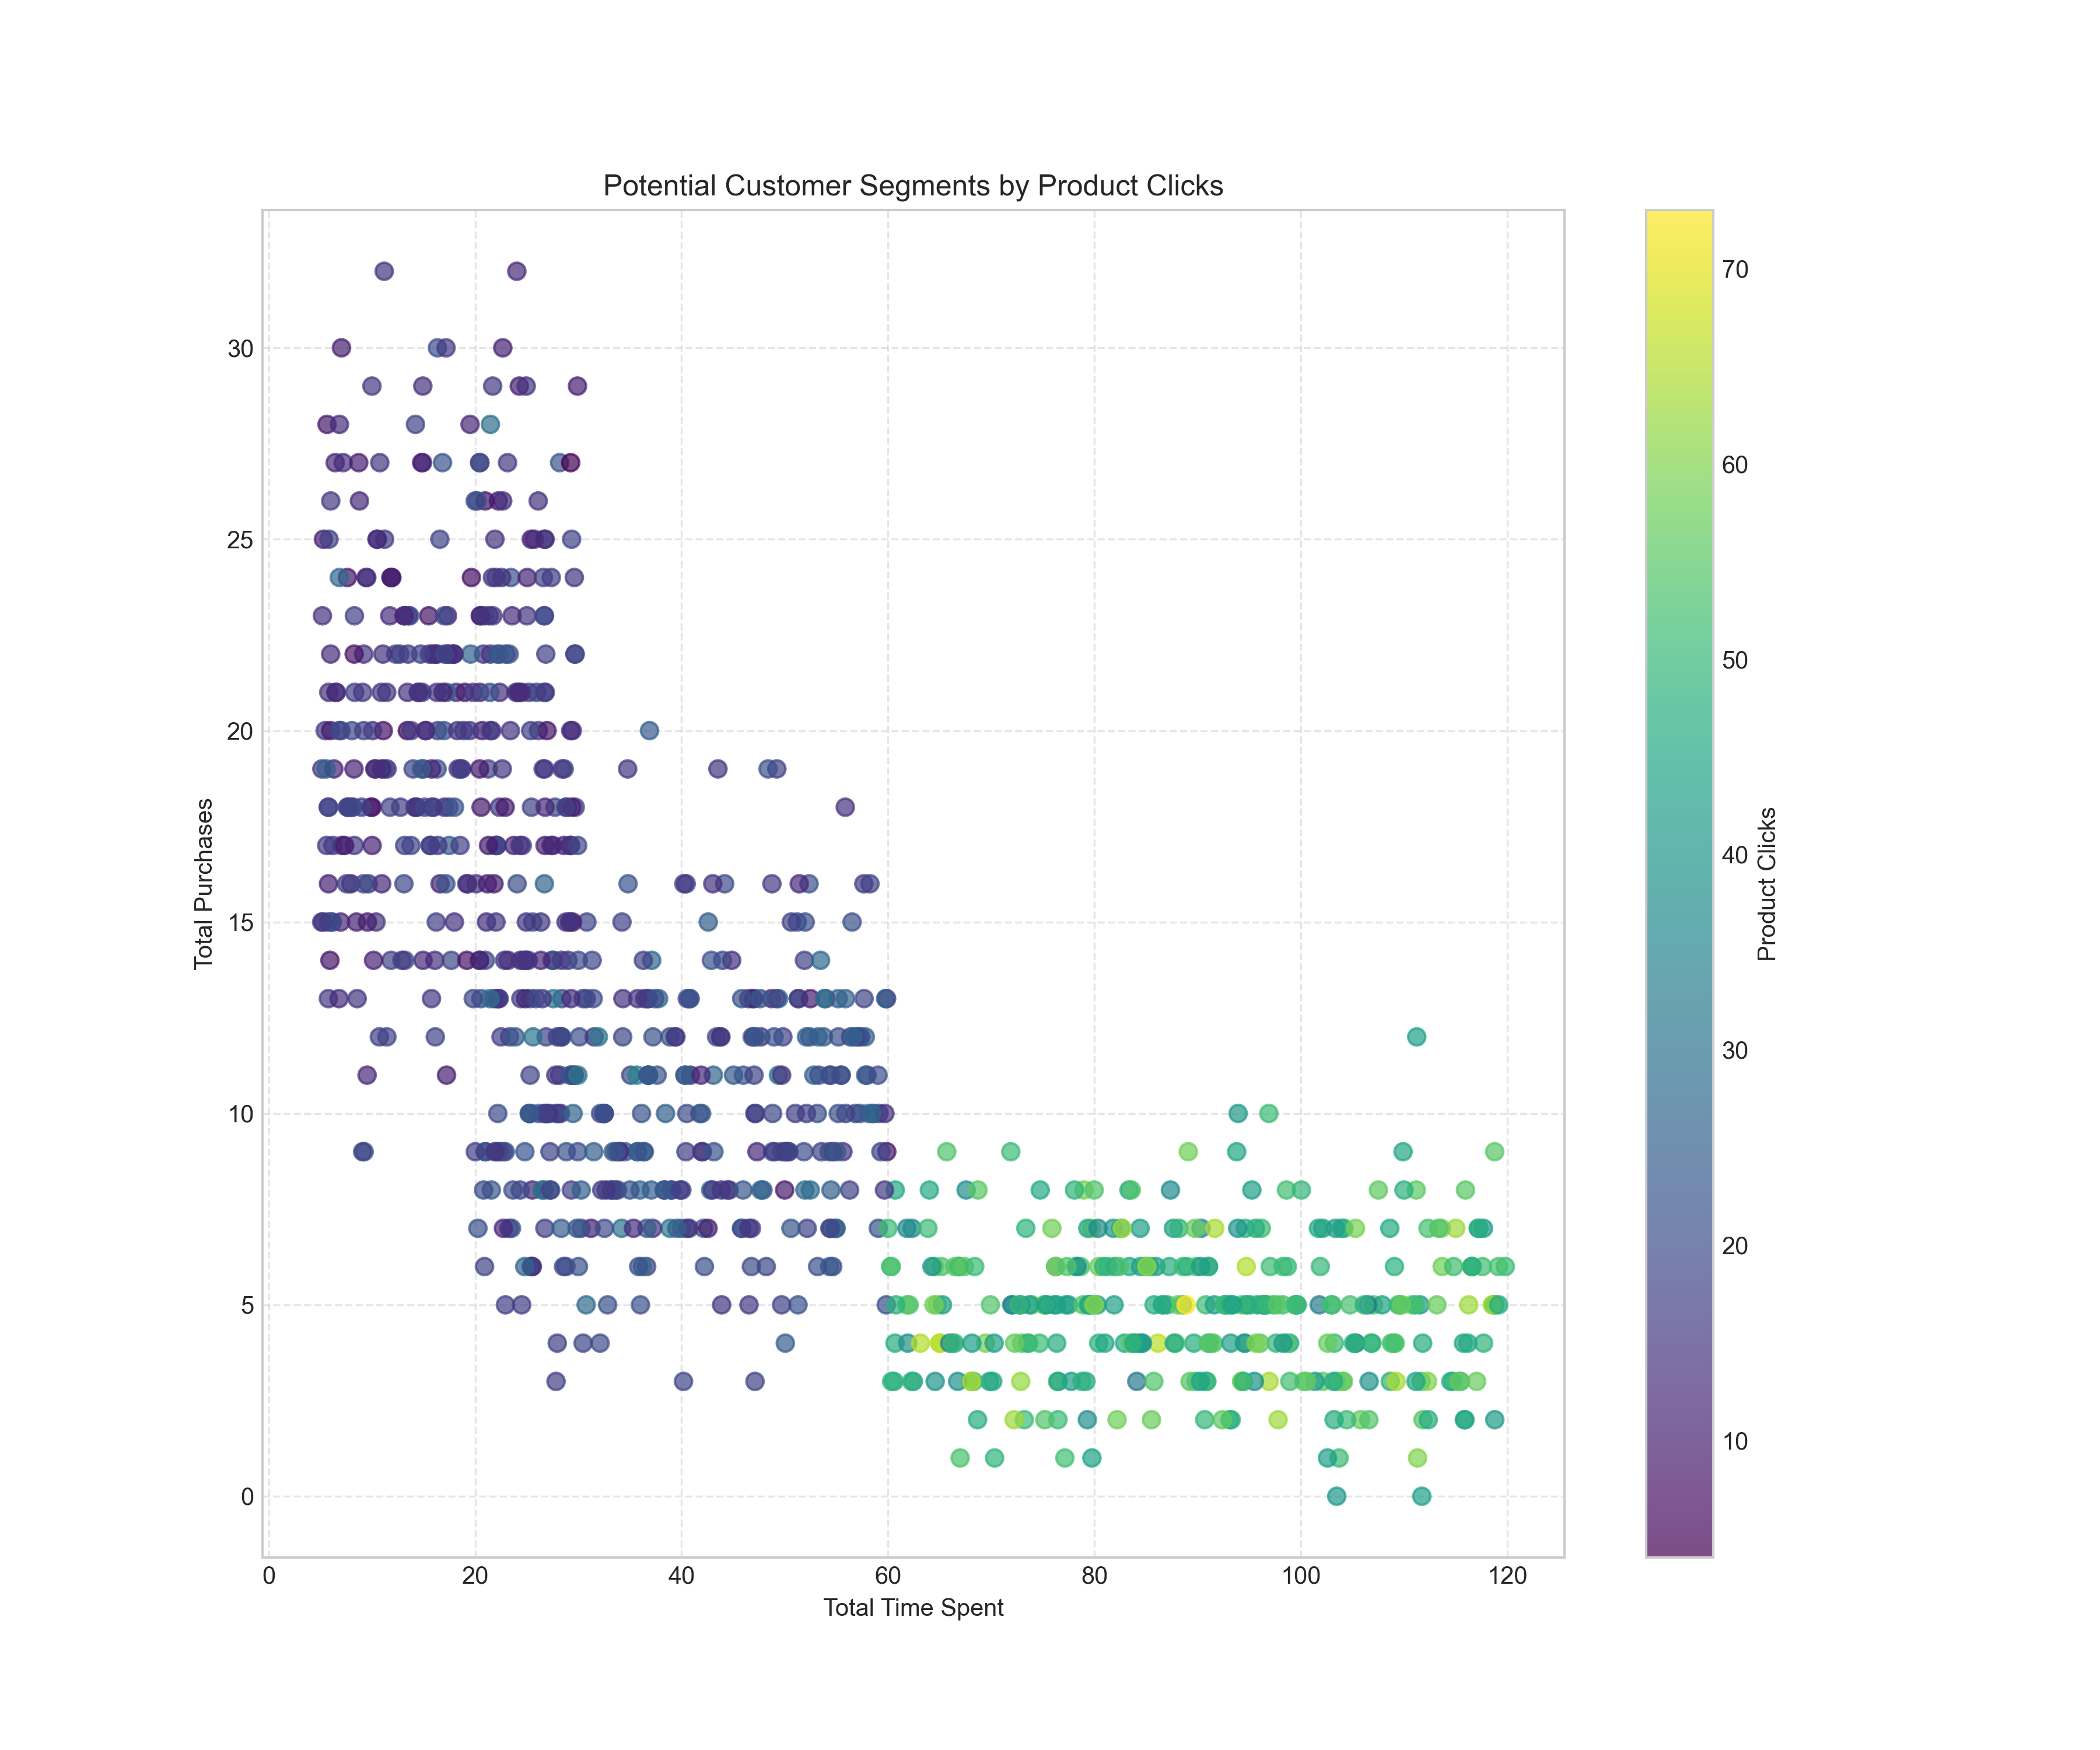 Potential Customer Segments by Product Clicks
30
25
20
15
10
5
0
Total Purchases
0 20 40 60 80 100 120
Total Time Spent
70
60
50
40
30
20
10
Product Clicks